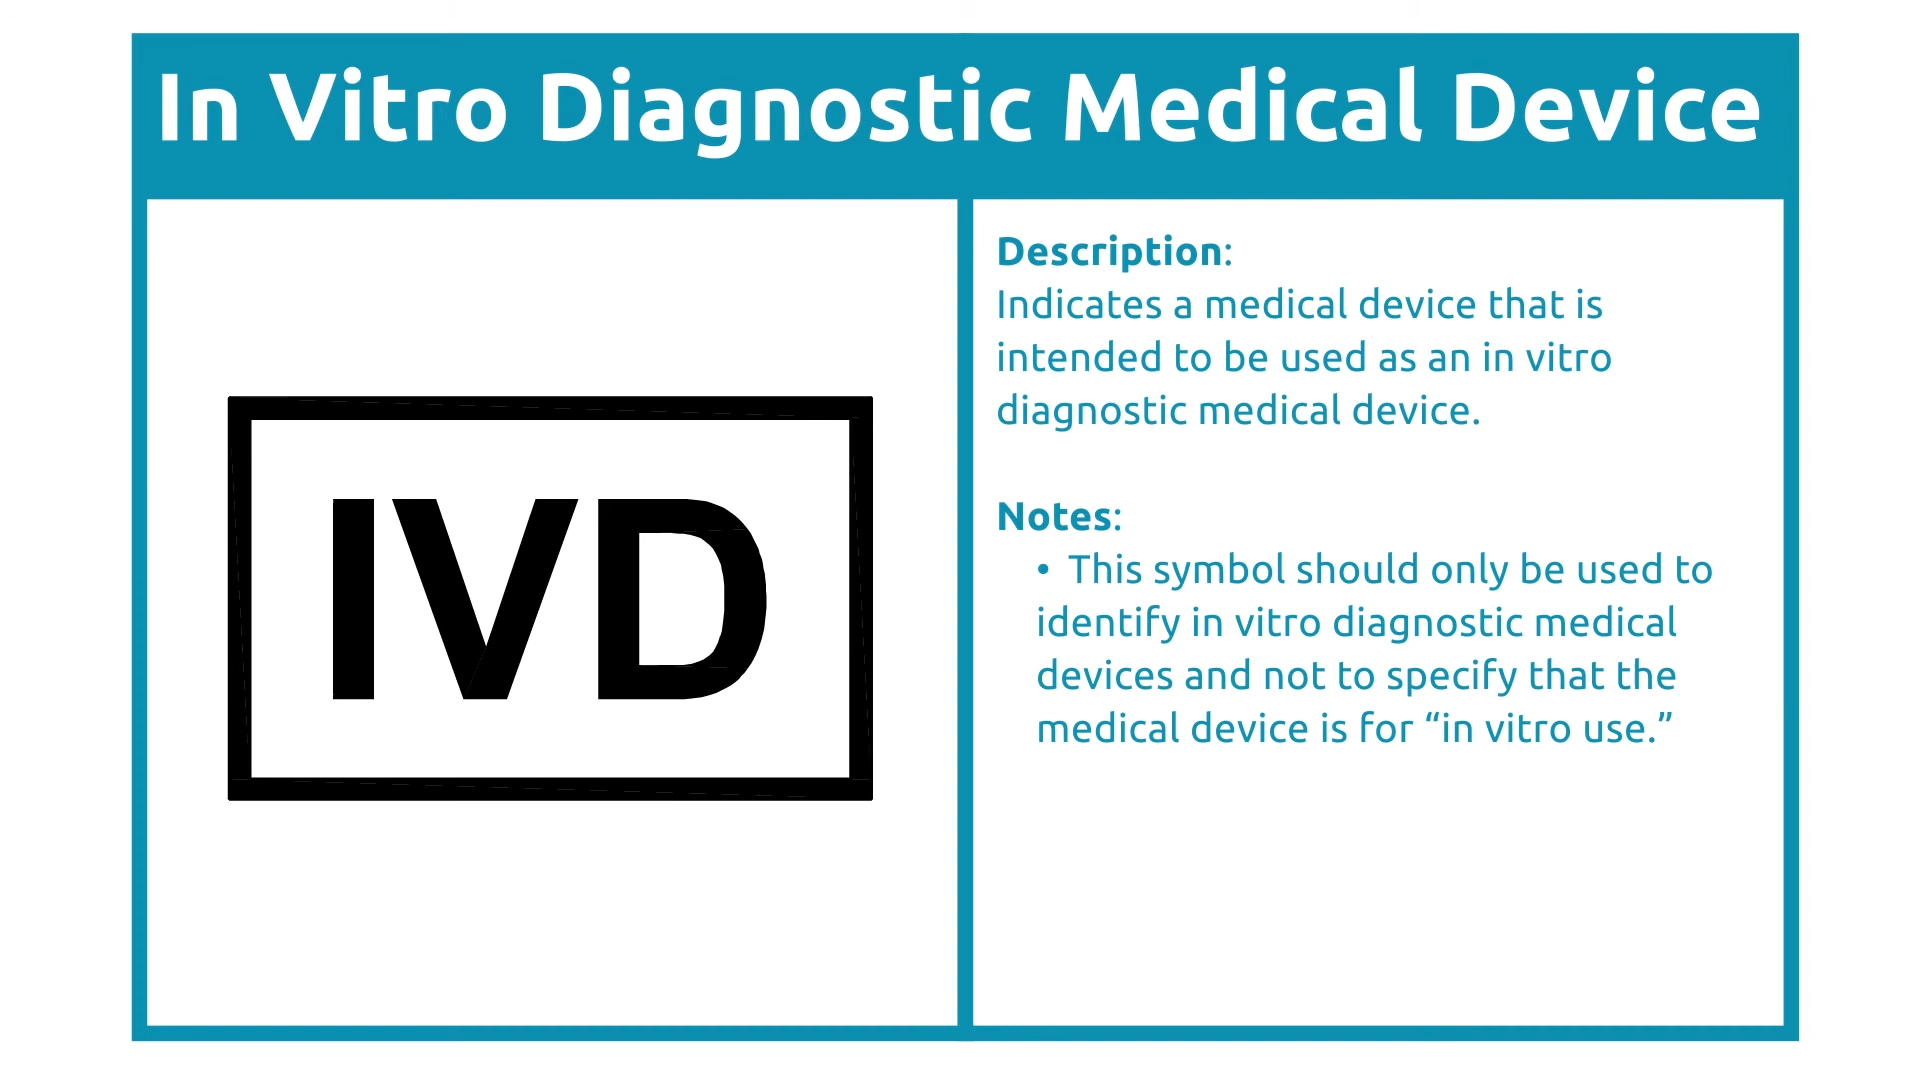 In Vitro Diagnostic Medical Device
IVD
Description:
Indicates a medical device that is
intended to be used as an in vitro
diagnostic medical device.
Notes:
• This symbol should only be used to
identify in vitro diagnostic medical
devices and not to specify that the
medical device is for “in vitro use.”